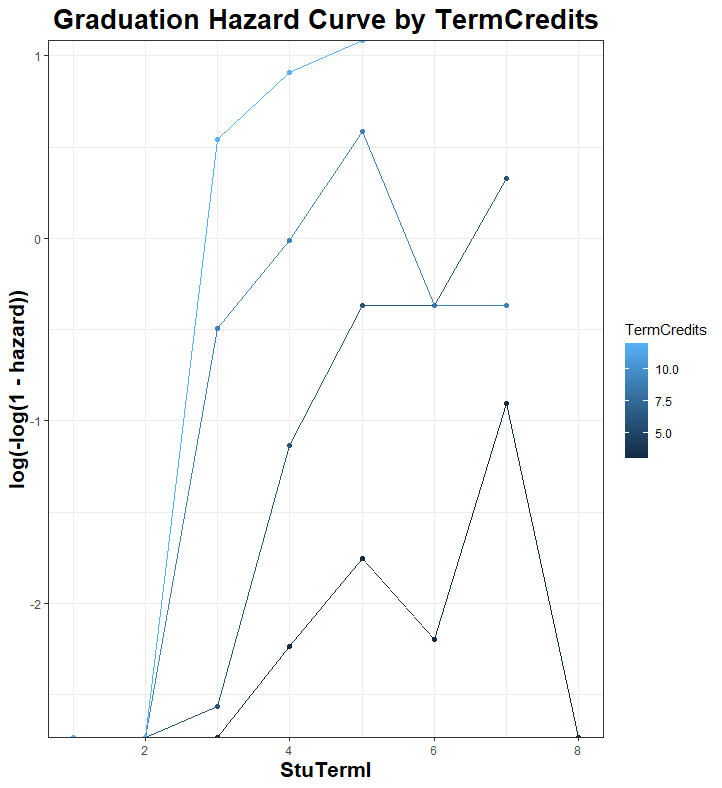 Graduation Hazard Curve by TermCredits
log(-log(1 - hazard))
1
0
-1
-2
2
4
6
8
StuTermI
TermCredits
10.0
7.5
5.0